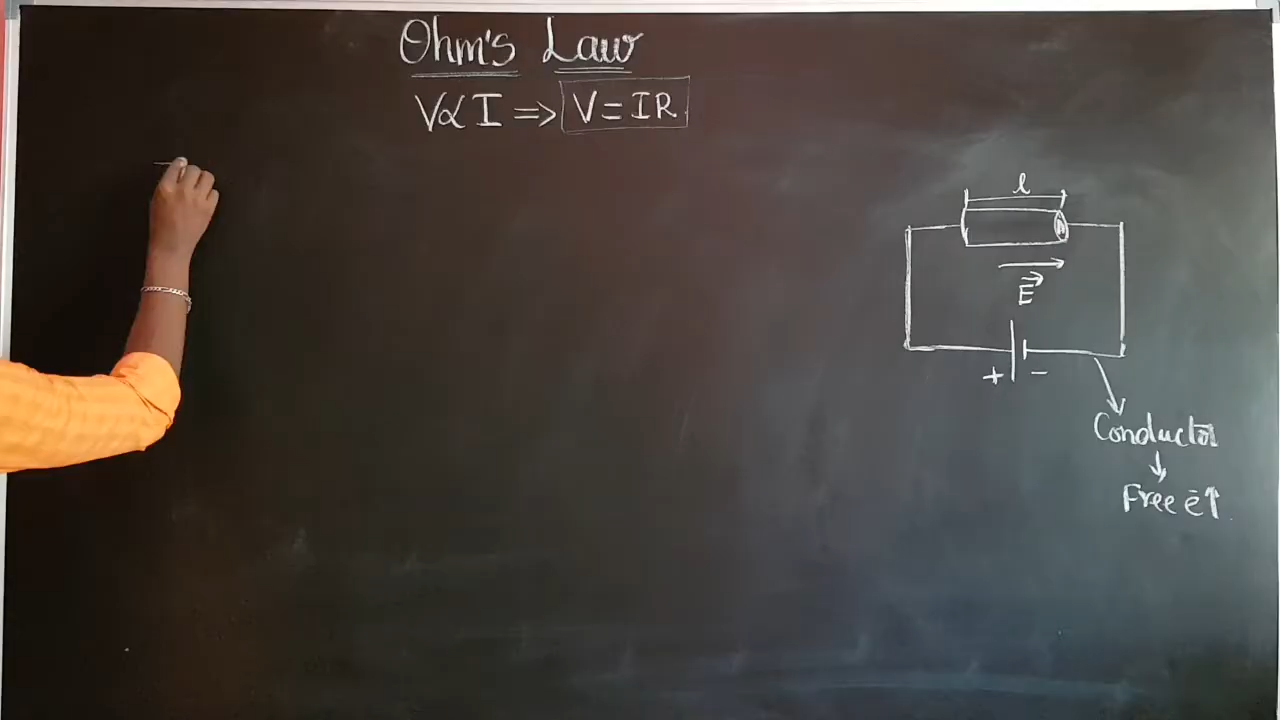 Ohm's Law
V∝I ⇒ V = IR
l
A
E⃗
+ −
Conductor
↓
Free e⁻↑